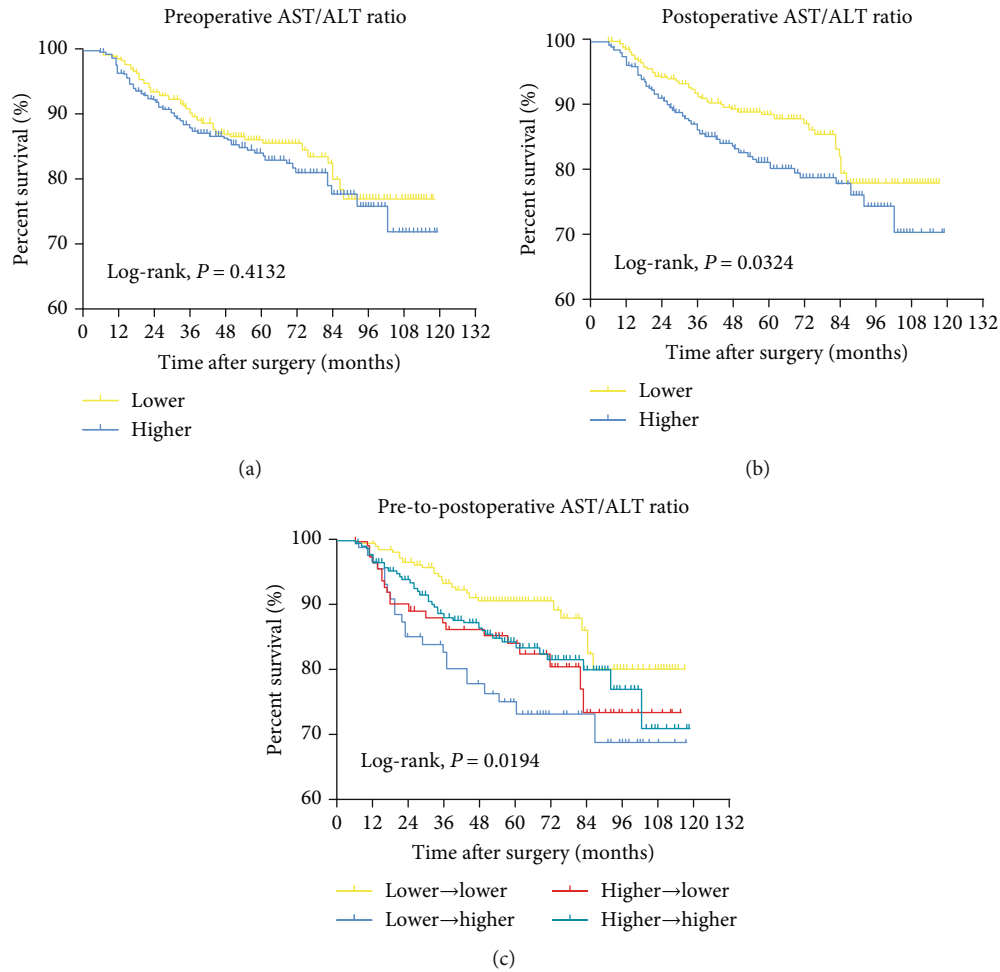 Preoperative AST/ALT ratio
100
90
80
70
60
Percent survival (%)
Log-rank, P = 0.4132
0 12 24 36 48 60 72 84 96 108 120 132
Time after surgery (months)
Lower
Higher
(a)
Postoperative AST/ALT ratio
100
90
80
70
60
Percent survival (%)
Log-rank, P = 0.0324
0 12 24 36 48 60 72 84 96 108 120 132
Time after surgery (months)
Lower
Higher
(b)
Pre-to-postoperative AST/ALT ratio
100
90
80
70
60
Percent survival (%)
Log-rank, P = 0.0194
0 12 24 36 48 60 72 84 96 108 120 132
Time after surgery (months)
Lower→lower Higher→lower
Lower→higher Higher→higher
(c)